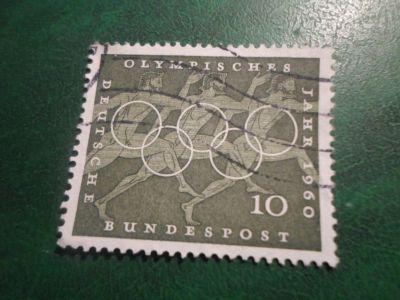 OLYMPISCHES
JAHR 1960
DEUTSCHE
BUNDESPOST
10